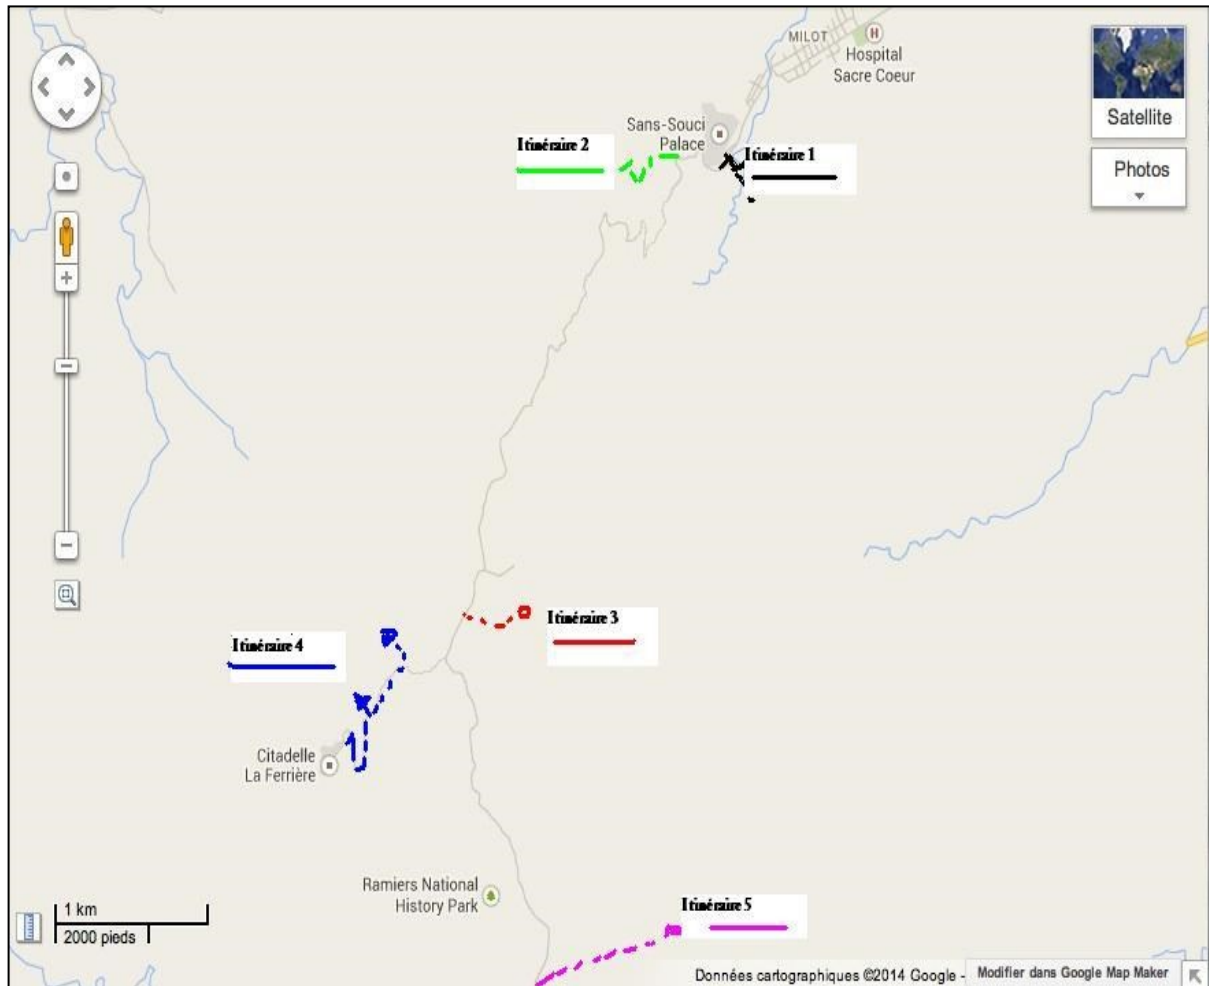 MILOT
Hospital
Sacre Coeur
Satellite
Photos
Sans-Souci
Palace
Itinéraire 2
Itinéraire 1
Itinéraire 3
Itinéraire 4
Citadelle
La Ferrière
Ramiers National
History Park
Itinéraire 5
1 km
2000 pieds
Données cartographiques ©2014 Google -
Modifier dans Google Map Maker